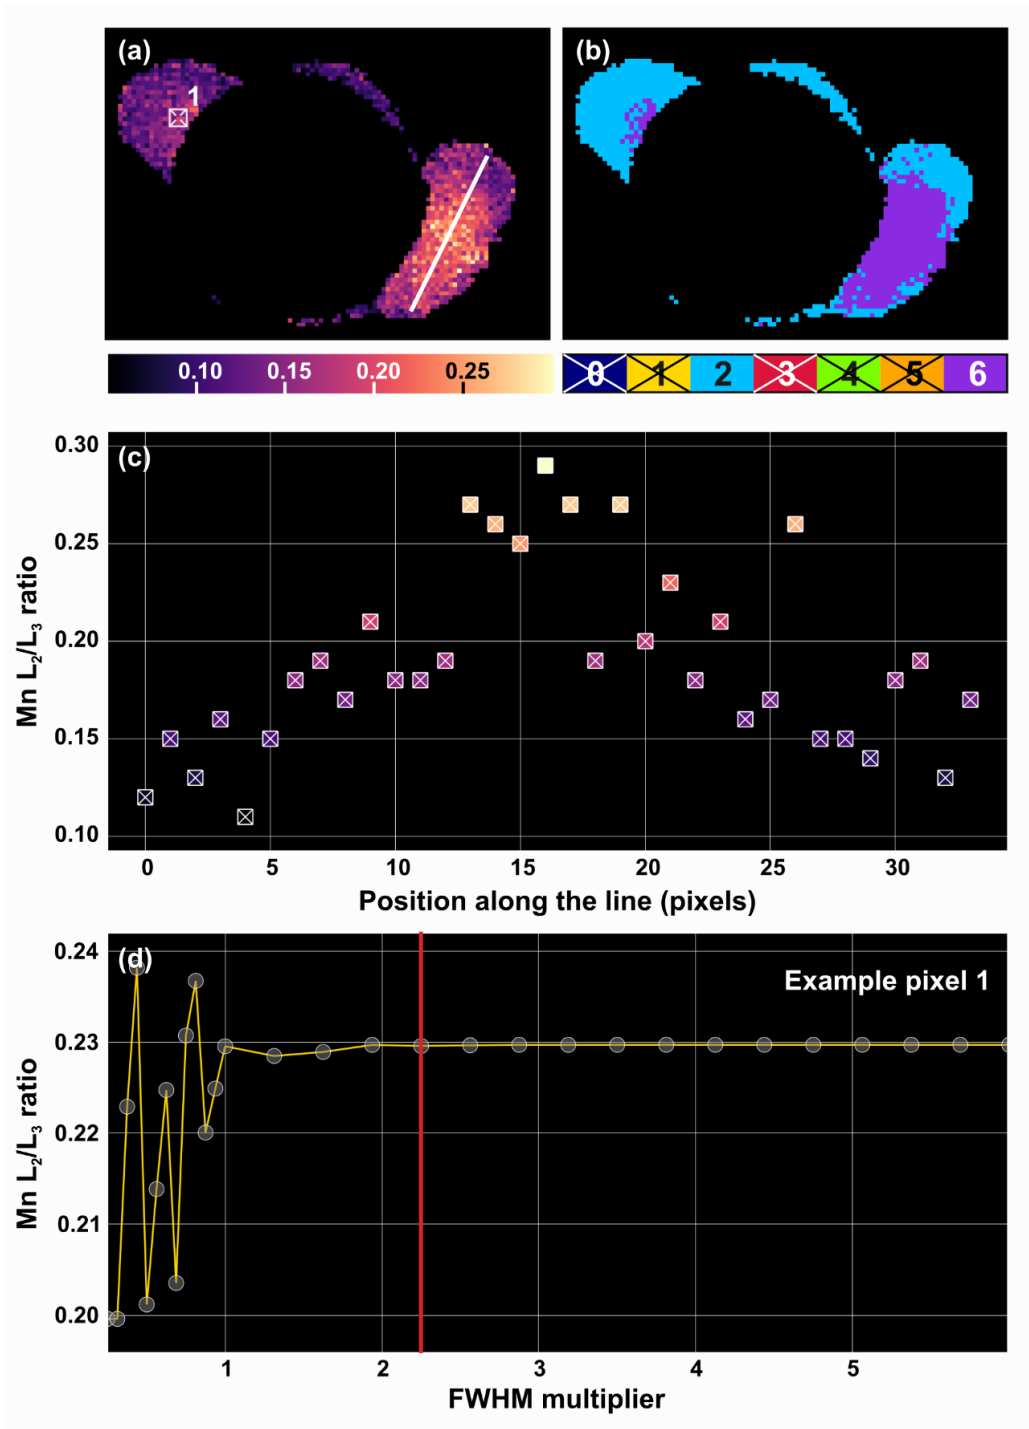 (a)
1
(b)
0.10 0.15 0.20 0.25
0 1 2 3 4 5 6
(c)
0.30
0.25
0.20
0.15
0.10
Mn L₂/L₃ ratio
0 5 10 15 20 25 30
Position along the line (pixels)
(d)
Example pixel 1
0.24
0.23
0.22
0.21
0.20
Mn L₂/L₃ ratio
1 2 3 4 5
FWHM multiplier